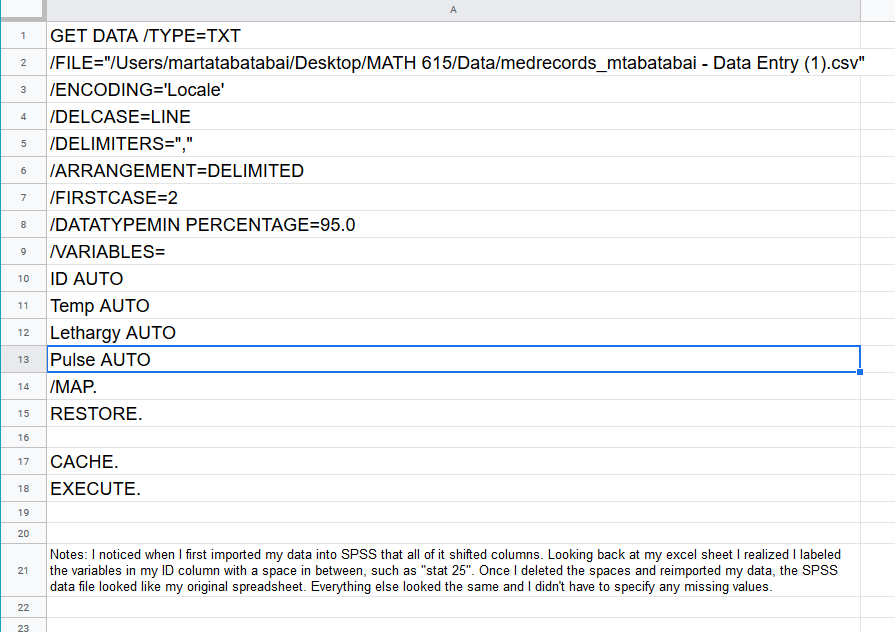 A
1 GET DATA /TYPE=TXT
2 /FILE="/Users/martatabatabai/Desktop/MATH 615/Data/medrecords_mtabatabai - Data Entry (1).csv"
3 /ENCODING='Locale'
4 /DELCASE=LINE
5 /DELIMITERS=","
6 /ARRANGEMENT=DELIMITED
7 /FIRSTCASE=2
8 /DATATYPEMIN PERCENTAGE=95.0
9 /VARIABLES=
10 ID AUTO
11 Temp AUTO
12 Lethargy AUTO
13 Pulse AUTO
14 /MAP.
15 RESTORE.
16
17 CACHE.
18 EXECUTE.
19
20
Notes: I noticed when I first imported my data into SPSS that all of it shifted columns. Looking back at my excel sheet I realized I labeled
21 the variables in my ID column with a space in between, such as "stat 25". Once I deleted the spaces and reimported my data, the SPSS
data file looked like my original spreadsheet. Everything else looked the same and I didn't have to specify any missing values.
22
23